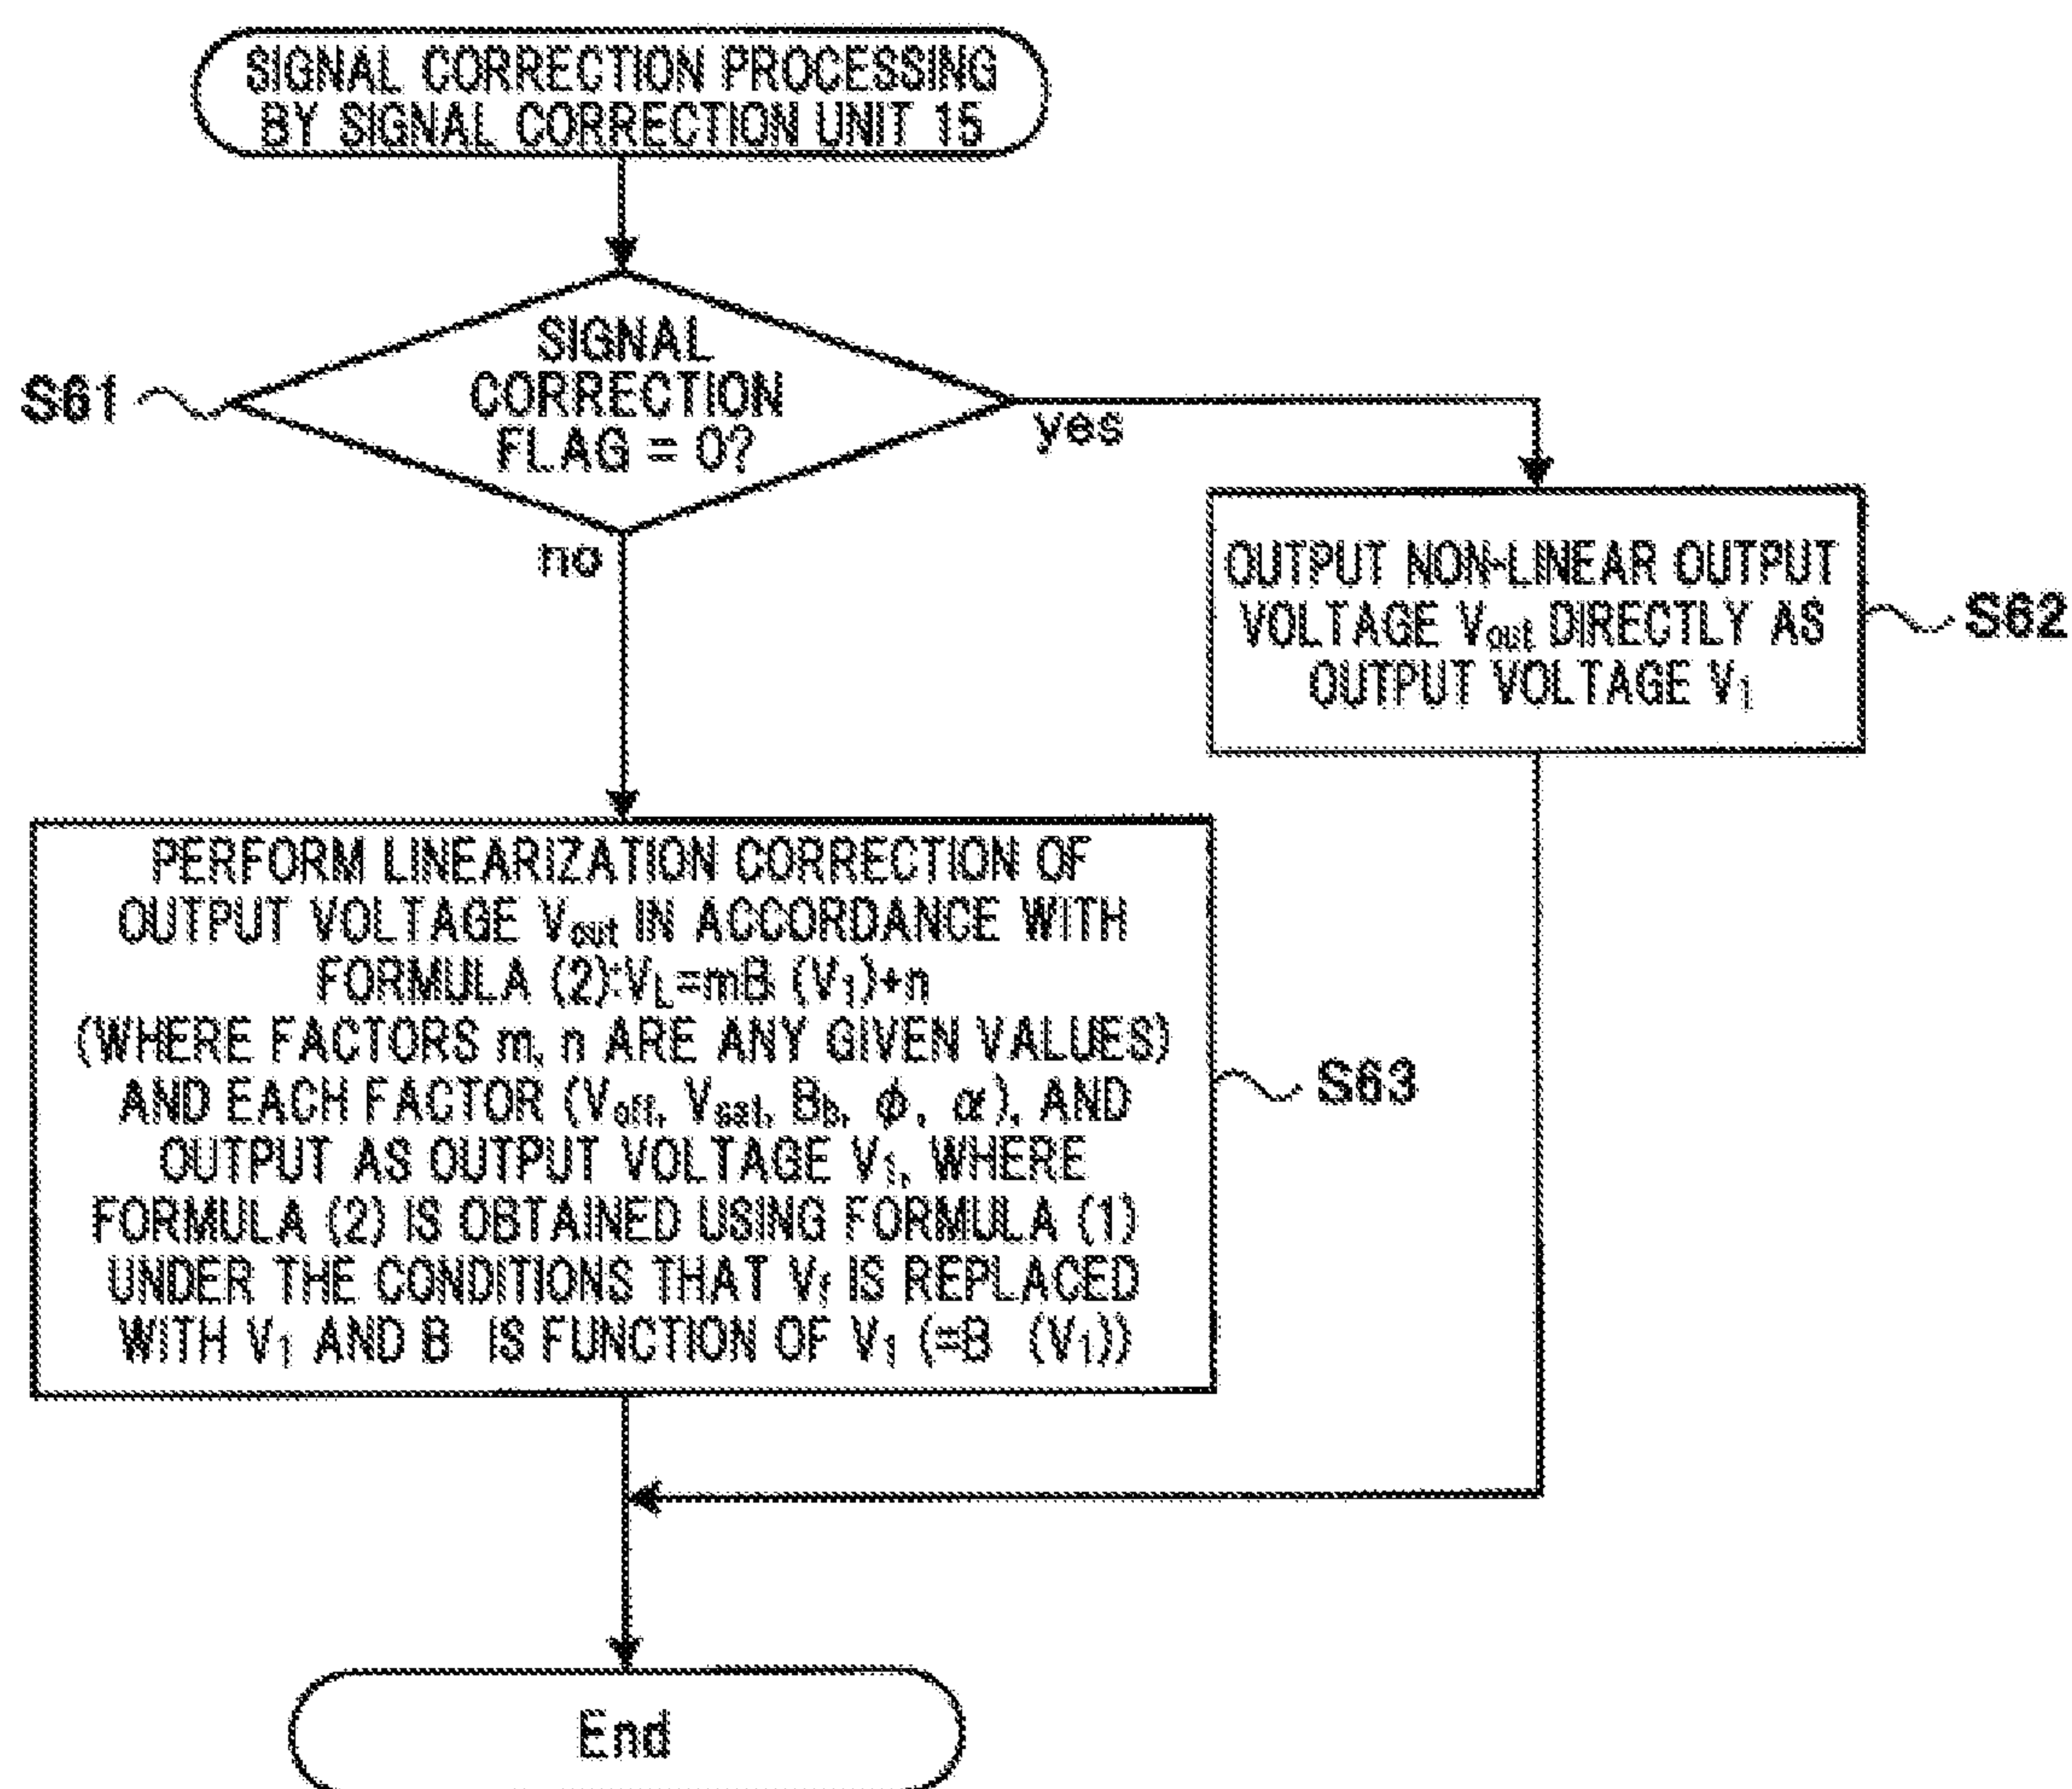 SIGNAL CORRECTION PROCESSING
BY SIGNAL CORRECTION UNIT 15
SIGNAL
CORRECTION
FLAG = 0?
S61
yes
no
OUTPUT NON-LINEAR OUTPUT
VOLTAGE Vout DIRECTLY AS
OUTPUT VOLTAGE V1
S62
PERFORM LINEARIZATION CORRECTION OF
OUTPUT VOLTAGE Vout IN ACCORDANCE WITH
FORMULA (2):VL=mB (V1)+n
(WHERE FACTORS m, n ARE ANY GIVEN VALUES)
AND EACH FACTOR (Voff, Vsat, Bb, ϕ, α), AND
OUTPUT AS OUTPUT VOLTAGE V1, WHERE
FORMULA (2) IS OBTAINED USING FORMULA (1)
UNDER THE CONDITIONS THAT Vf IS REPLACED
WITH V1 AND B IS FUNCTION OF V1 (=B (V1))
S63
End